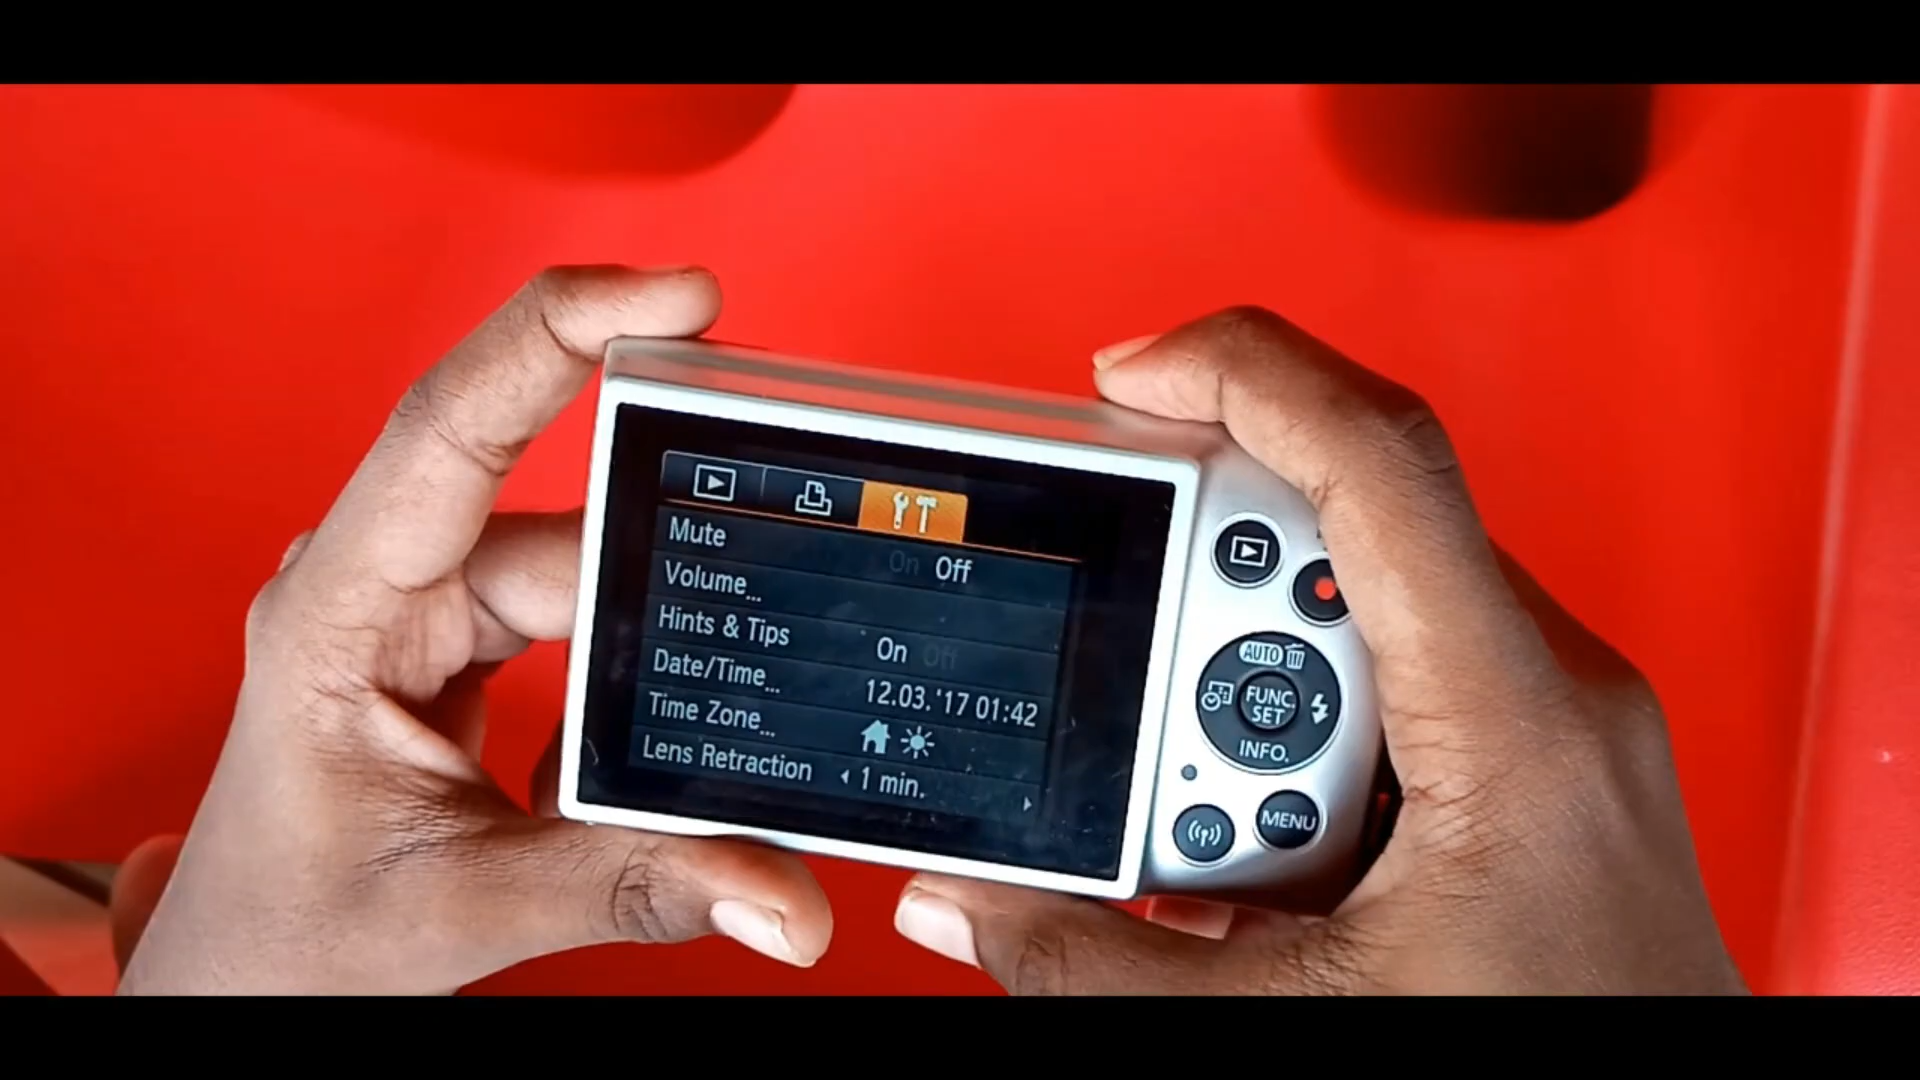 Mute On Off
Volume...
Hints & Tips On Off
Date/Time... 12.03.'17 01:42
Time Zone...
Lens Retraction 1 min.
AUTO
FUNC.
SET
INFO.
MENU